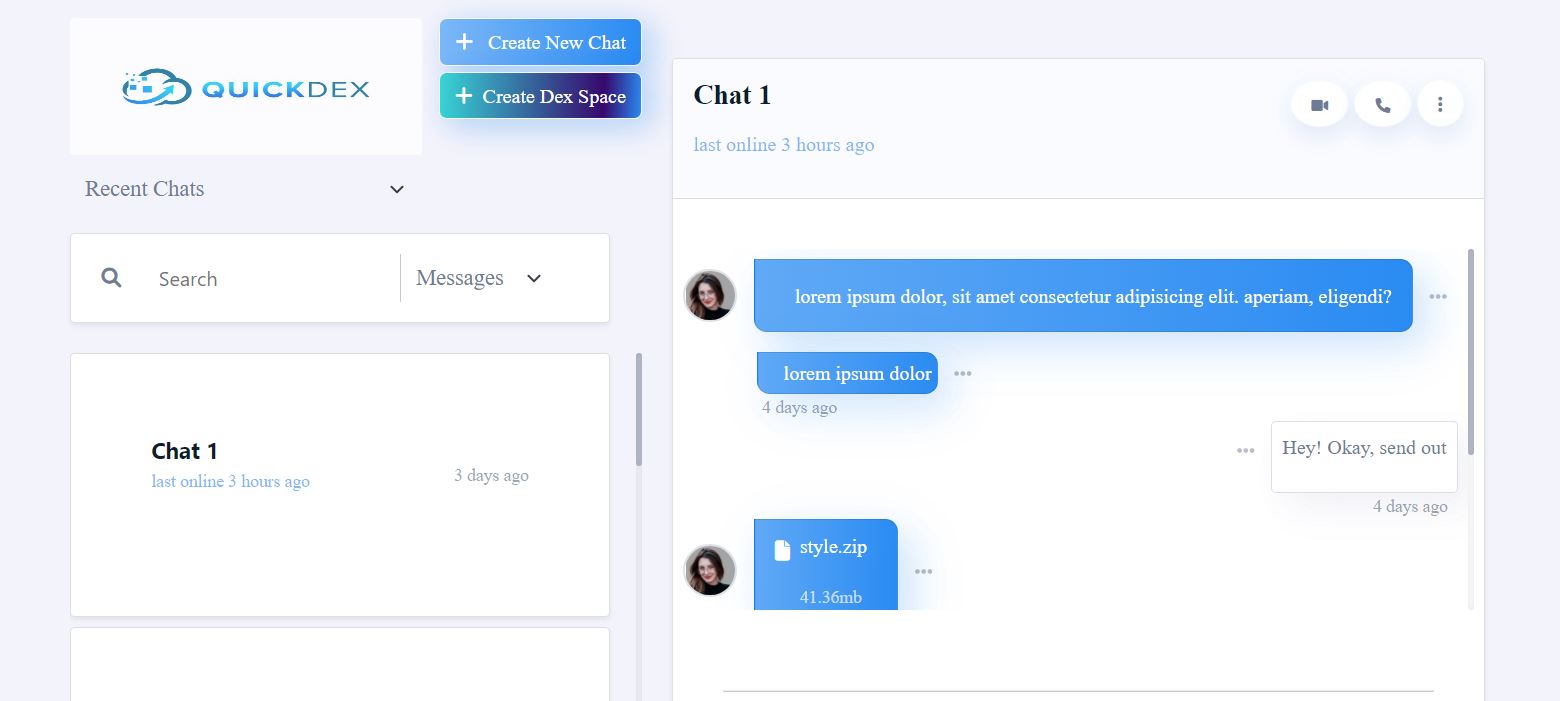 QUICKDEX
Create New Chat
Create Dex Space
Recent Chats
Search
Messages
Chat 1
last online 3 hours ago
3 days ago
Chat 1
last online 3 hours ago
lorem ipsum dolor, sit amet consectetur adipisicing elit. aperiam, eligendi?
lorem ipsum dolor
4 days ago
Hey! Okay, send out
4 days ago
style.zip
41.36mb